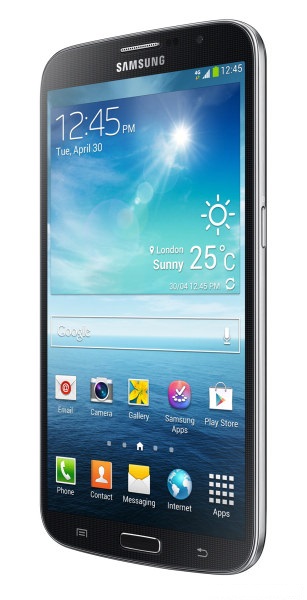 SAMSUNG
4G 12:45
12:45 PM
Tue, April 30
London
Sunny 25°C
30/04 12:45 PM
Google
Email Camera Gallery Samsung Apps Play Store
Phone Contact Messaging Internet Apps